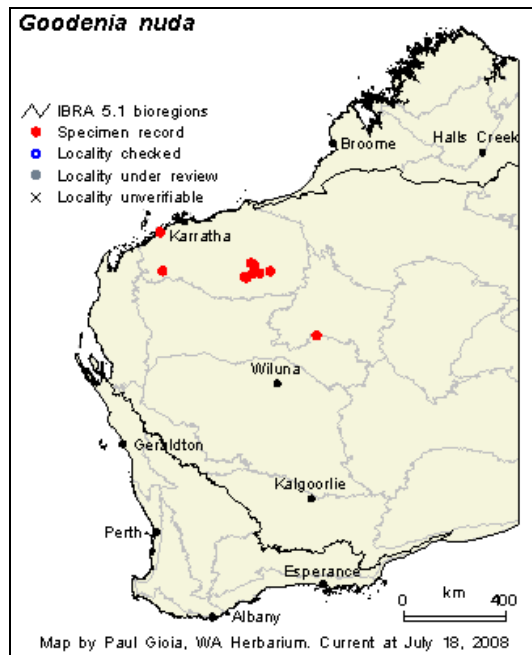 Goodenia nuda
IBRA 5.1 bioregions
Specimen record
Locality checked
Locality under review
× Locality unverifiable
Broome
Halls Creek
Karratha
Wiluna
Geraldton
Kalgoorlie
Perth
Esperance
Albany
km
0 400
Map by Paul Gioia, WA Herbarium. Current at July 18, 2008